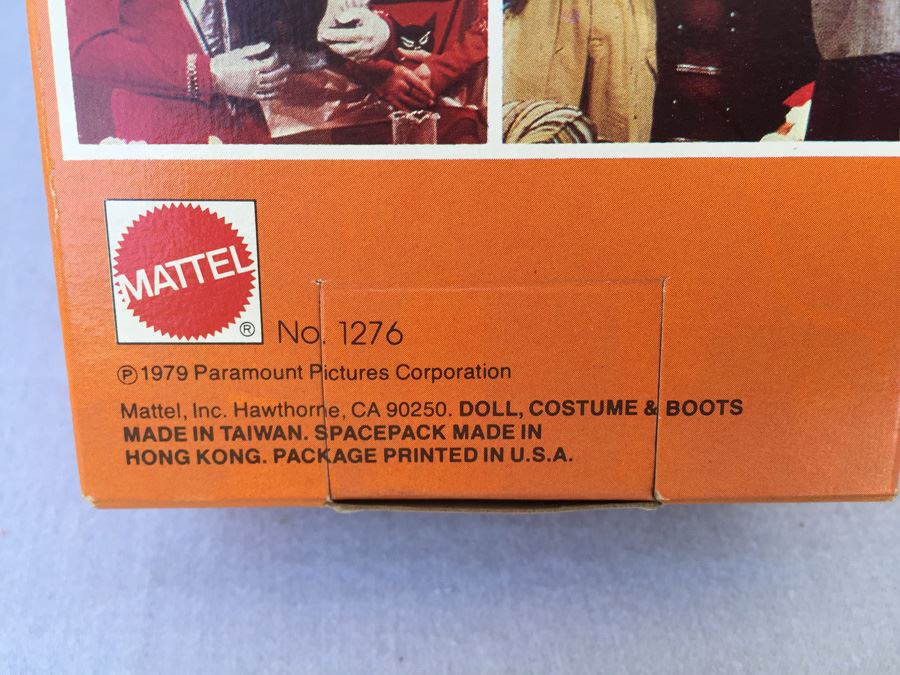 MATTEL
® No. 1276
Ⓟ1979 Paramount Pictures Corporation
Mattel, Inc. Hawthorne, CA 90250. DOLL, COSTUME & BOOTS
MADE IN TAIWAN. SPACEPACK MADE IN
HONG KONG. PACKAGE PRINTED IN U.S.A.